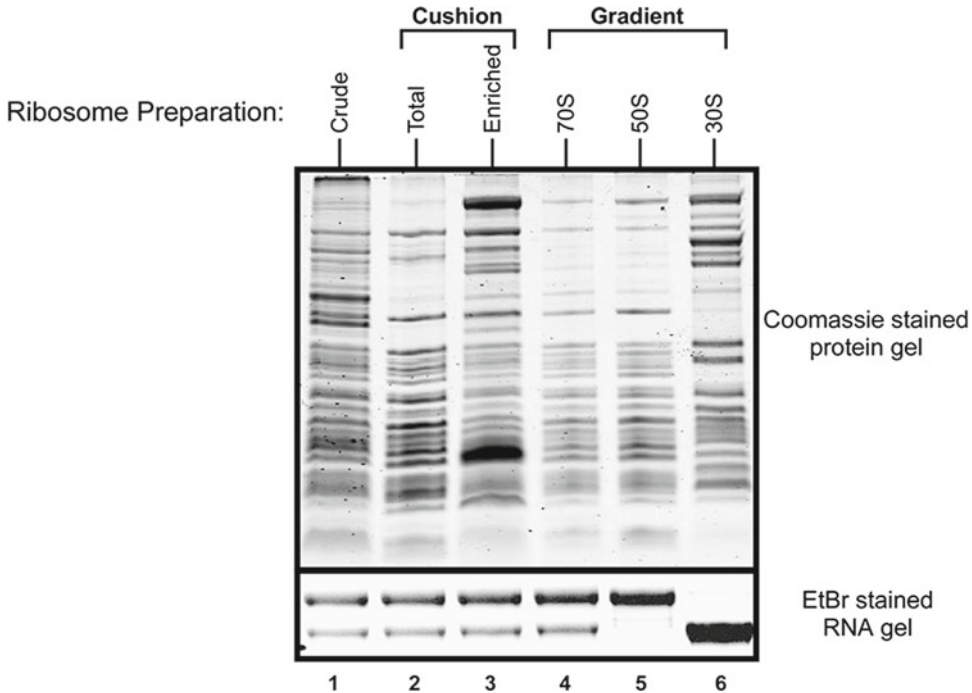 Cushion
Gradient
Ribosome Preparation:
Crude
Total
Enriched
70S
50S
30S
Coomassie stained
protein gel
EtBr stained
RNA gel
1 2 3 4 5 6